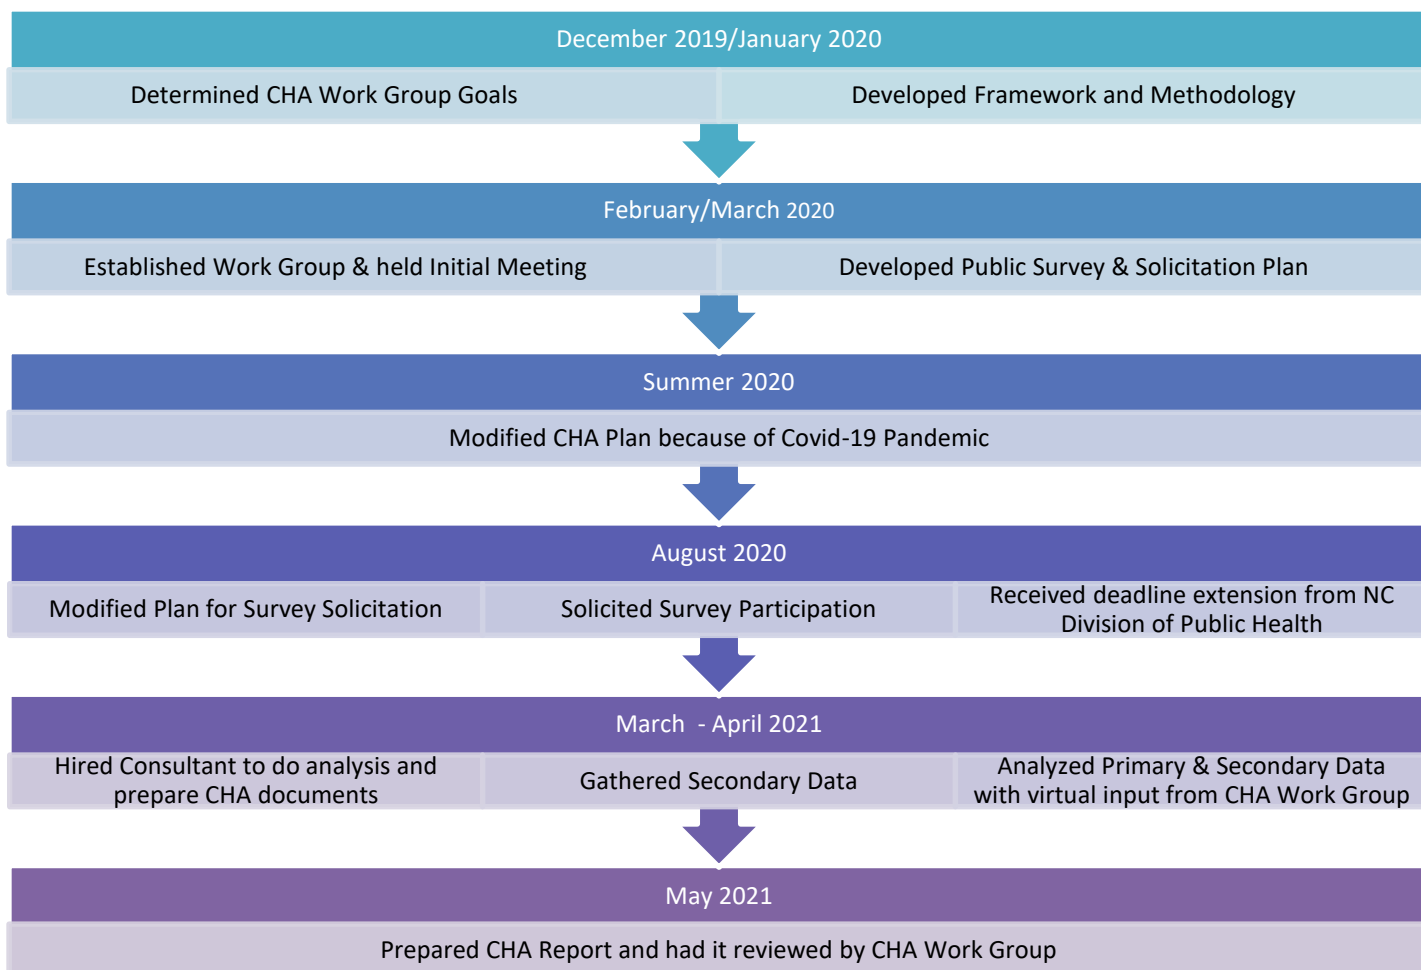 December 2019/January 2020
Determined CHA Work Group Goals
Developed Framework and Methodology
February/March 2020
Established Work Group & held Initial Meeting
Developed Public Survey & Solicitation Plan
Summer 2020
Modified CHA Plan because of Covid-19 Pandemic
August 2020
Modified Plan for Survey Solicitation
Solicited Survey Participation
Received deadline extension from NC
Division of Public Health
March - April 2021
Hired Consultant to do analysis and
prepare CHA documents
Gathered Secondary Data
Analyzed Primary & Secondary Data
with virtual input from CHA Work Group
May 2021
Prepared CHA Report and had it reviewed by CHA Work Group